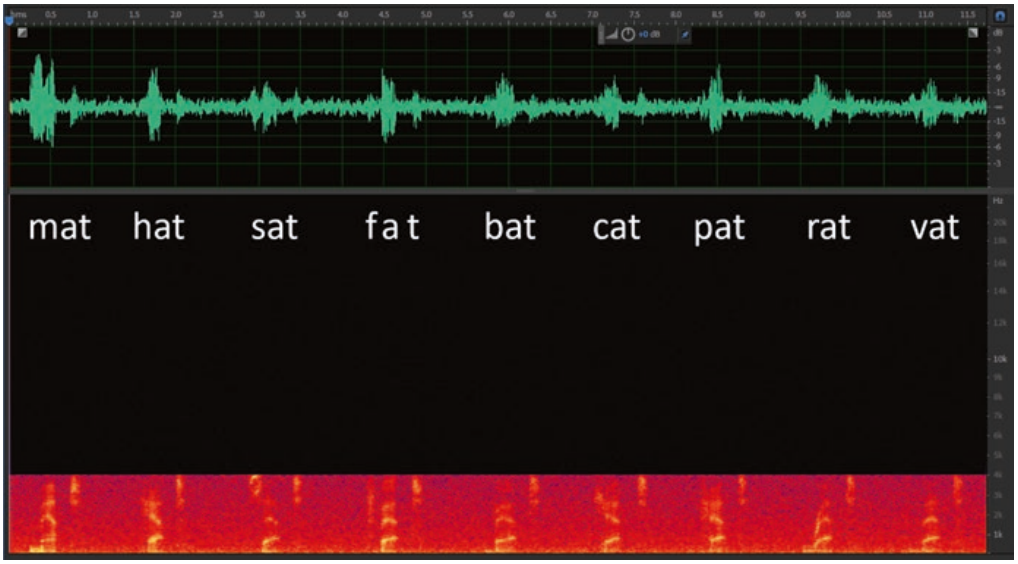 hms 0.5 1.0 1.5 2.0 2.5 3.0 3.5 4.0 4.5 5.0 5.5 6.0 6.5 7.0 7.5 8.0 8.5 9.0 9.5 10.0 10.5 11.0 11.5
+0 dB
dB
-3
-6
-9
-15
-∞
-15
-9
-6
-3
Hz
mat hat sat fat bat cat pat rat vat
20k
18k
16k
14k
12k
10k
9k
8k
7k
6k
5k
4k
3k
2k
1k